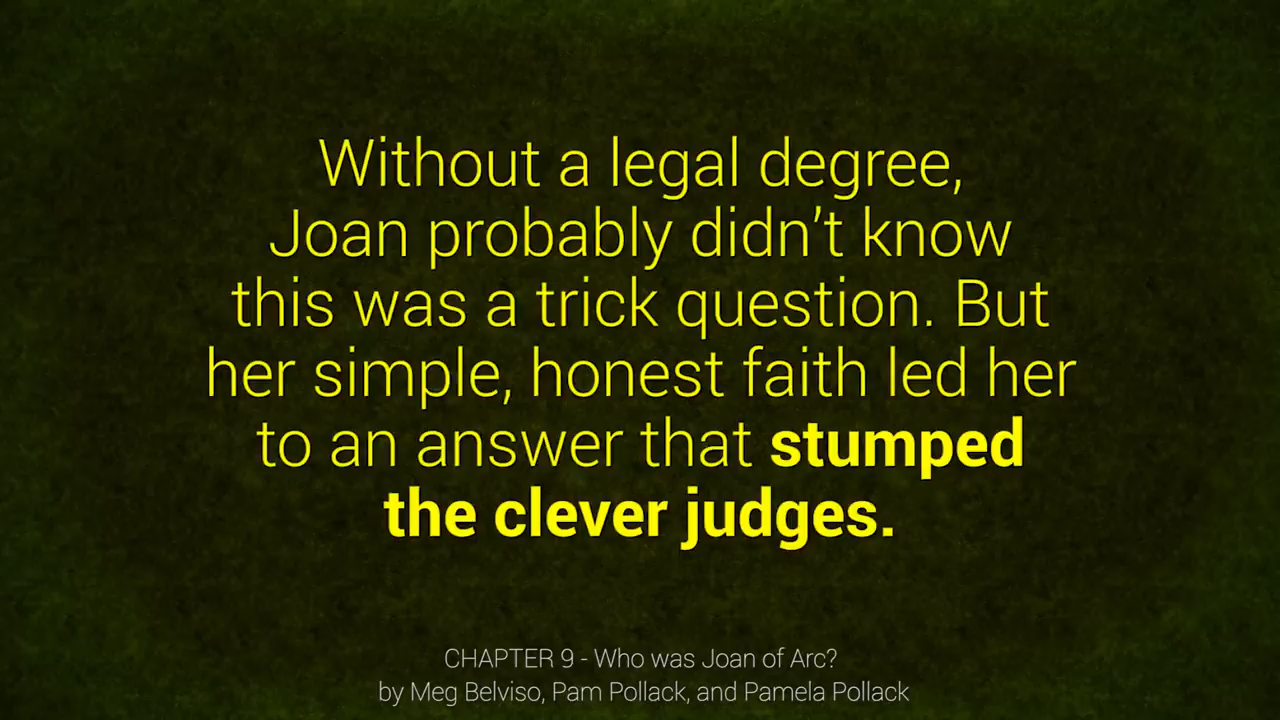 Without a legal degree,
Joan probably didn’t know
this was a trick question. But
her simple, honest faith led her
to an answer that stumped
the clever judges.
CHAPTER 9 - Who was Joan of Arc?
by Meg Belviso, Pam Pollack, and Pamela Pollack